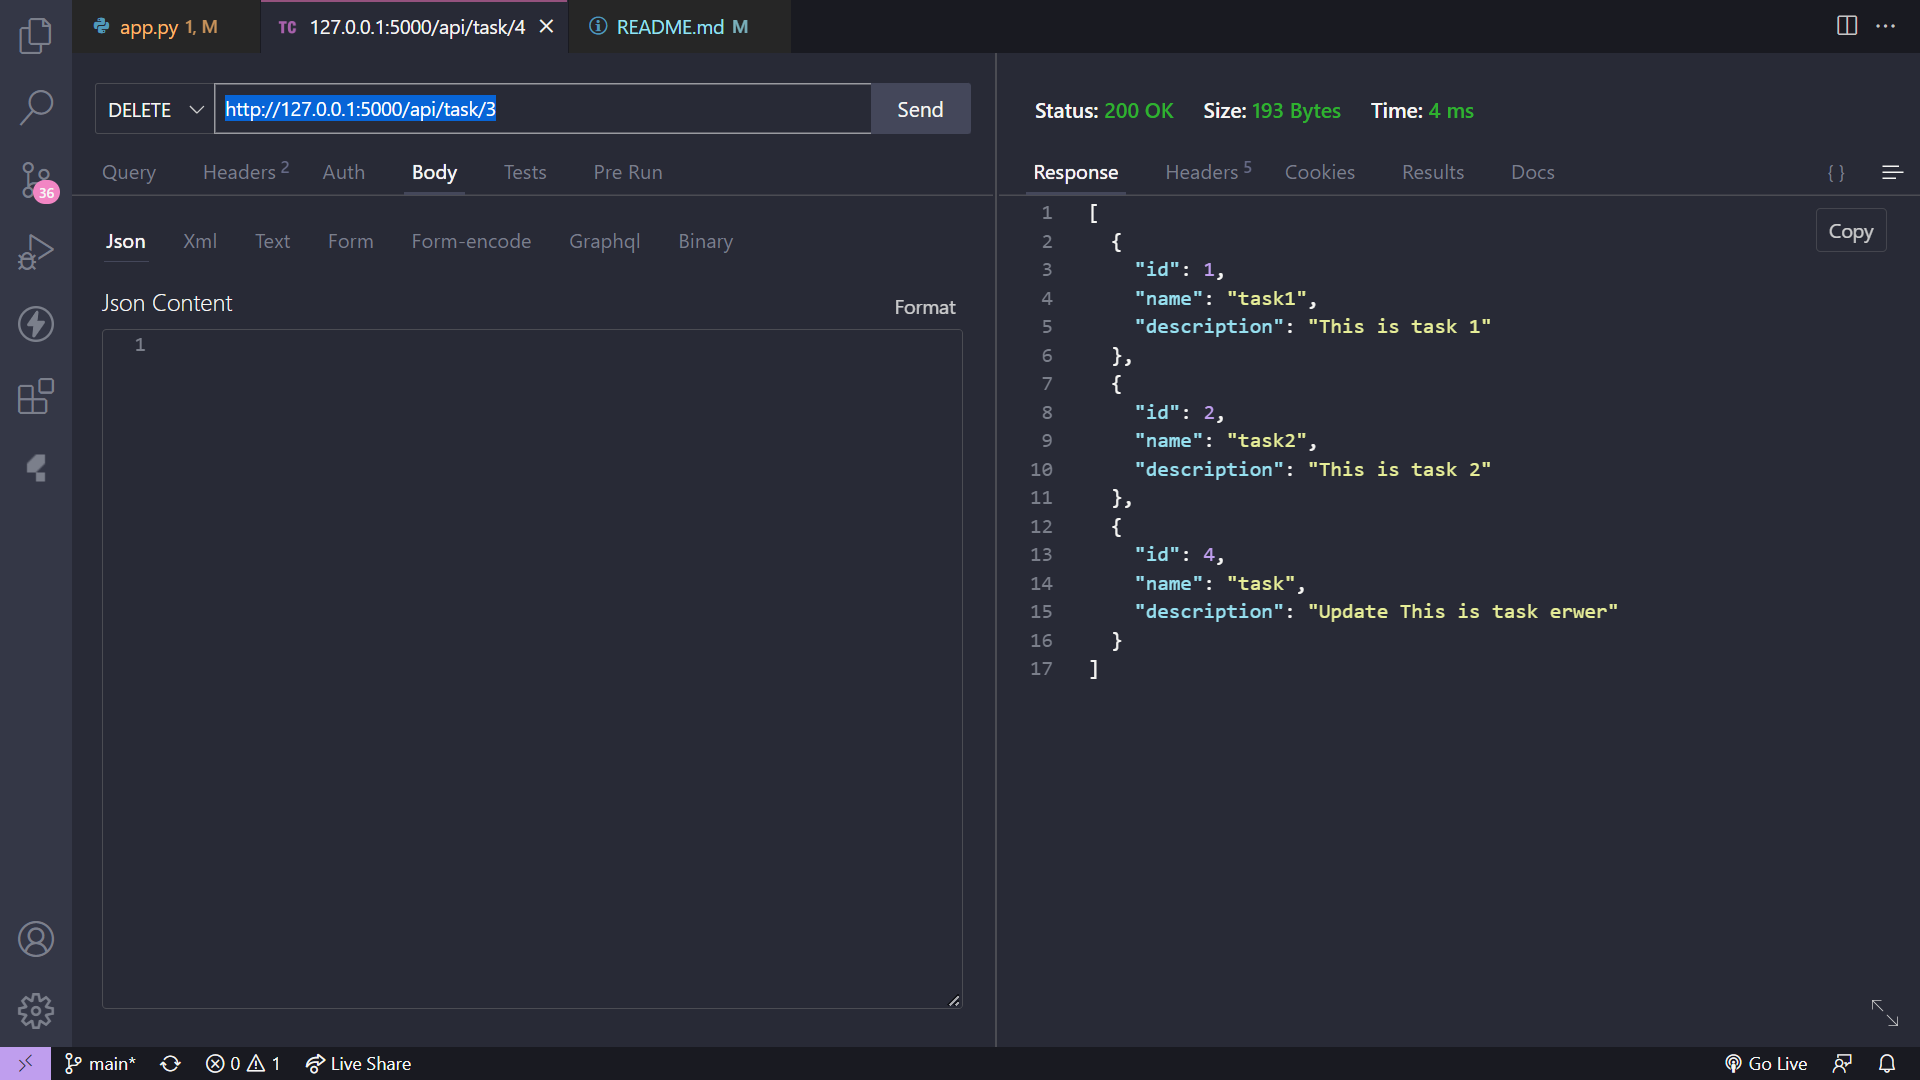 app.py 1, M
TC 127.0.0.1:5000/api/task/4
README.md M
DELETE http://127.0.0.1:5000/api/task/3 Send
Status: 200 OK Size: 193 Bytes Time: 4 ms
Query Headers 2 Auth Body Tests Pre Run
Response Headers 5 Cookies Results Docs { }
36
Json Xml Text Form Form-encode Graphql Binary
Json Content Format
1
Copy
1 [
2 {
3 "id": 1,
4 "name": "task1",
5 "description": "This is task 1"
6 },
7 {
8 "id": 2,
9 "name": "task2",
10 "description": "This is task 2"
11 },
12 {
13 "id": 4,
14 "name": "task",
15 "description": "Update This is task erwer"
16 }
17 ]
main* 0 1 Live Share Go Live